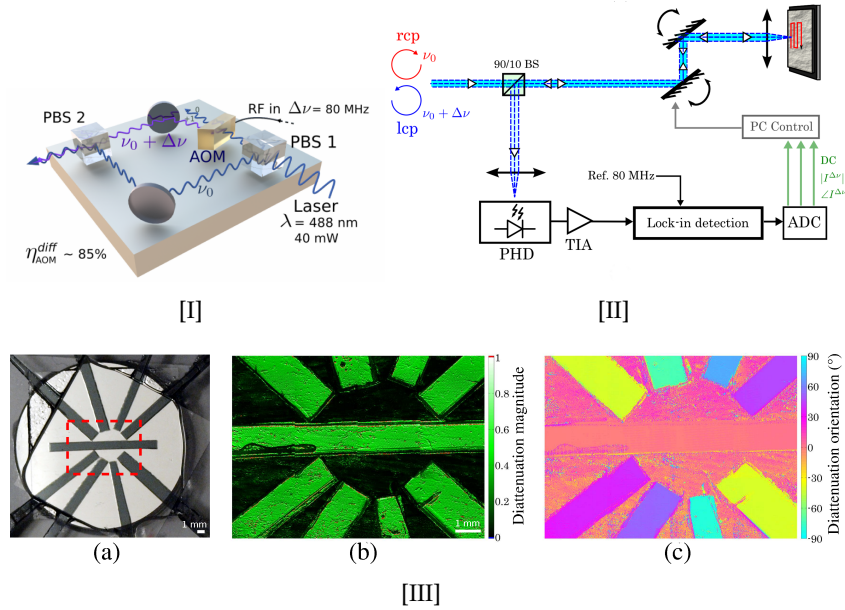 PBS 2
RF in Δν = 80 MHz
ν₀ + Δν
AOM
PBS 1
ν₀
Laser
λ = 488 nm
40 mW
η_AOM^diff ~ 85%
[I]
rcp
ν₀
90/10 BS
lcp
ν₀ + Δν
PC Control
DC
|I^Δν|
∠I^Δν
Ref. 80 MHz
PHD
TIA
Lock-in detection
ADC
[II]
1 mm
(a)
1 mm
1
0.8
0.6
0.4
0.2
0
Diattenuation magnitude
(b)
90
60
30
0
-30
-60
-90
Diattenuation orientation (°)
(c)
[III]